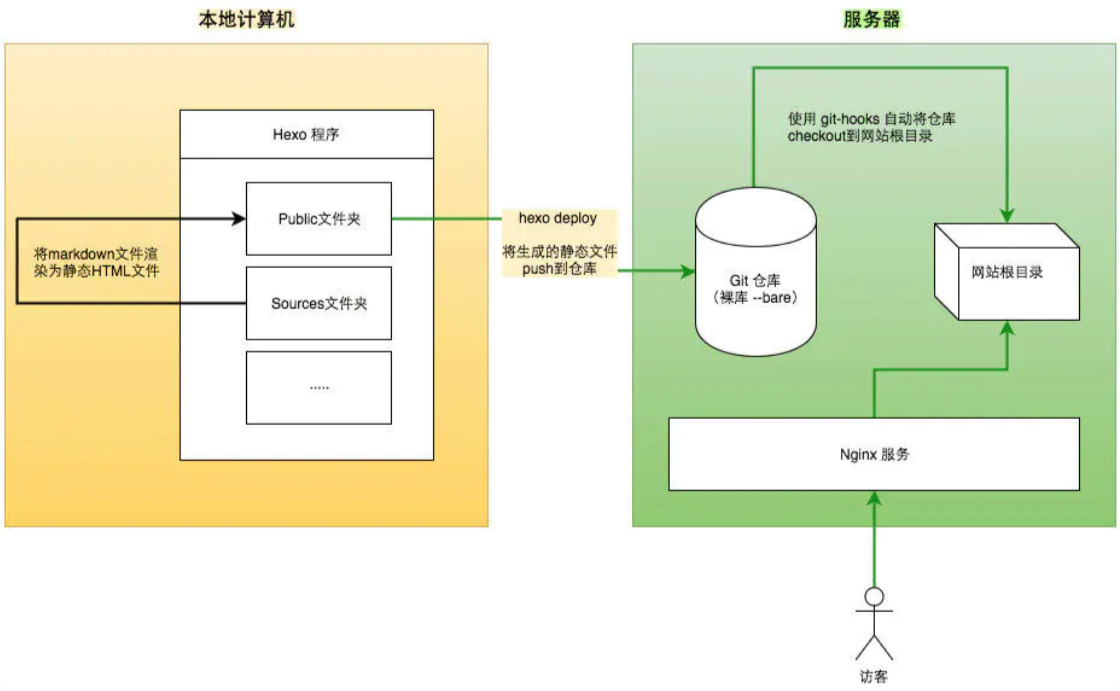 本地计算机
服务器
Hexo 程序
Public文件夹
将markdown文件渲
染为静态HTML文件
Sources文件夹
.....
hexo deploy
将生成的静态文件
push到仓库
使用 git-hooks 自动将仓库
checkout到网站根目录
Git 仓库
（裸库 --bare）
网站根目录
Nginx 服务
访客